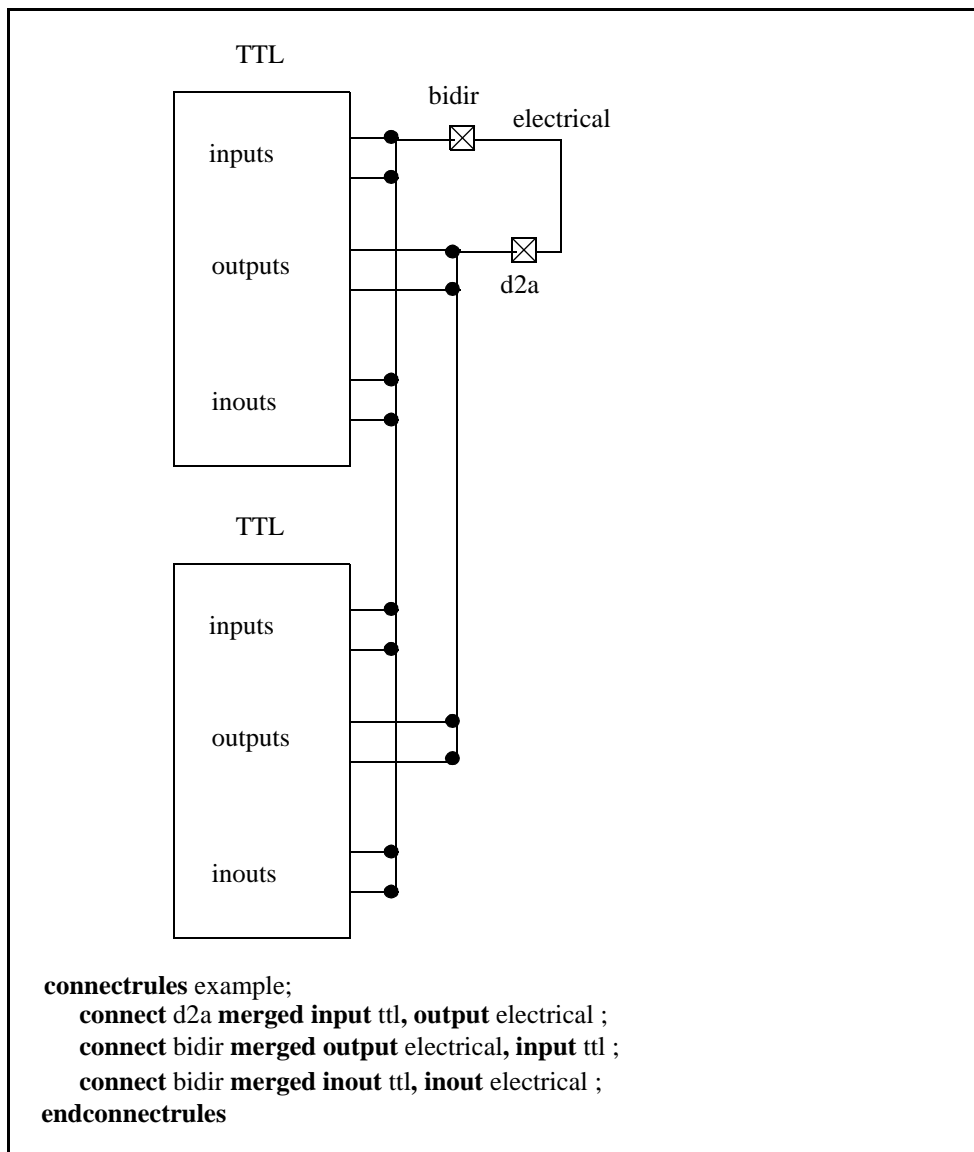 TTL
bidir
electrical
inputs
outputs
d2a
inouts
TTL
inputs
outputs
inouts
connectrules example;
connect d2a merged input ttl, output electrical ;
connect bidir merged output electrical, input ttl ;
connect bidir merged inout ttl, inout electrical ;
endconnectrules